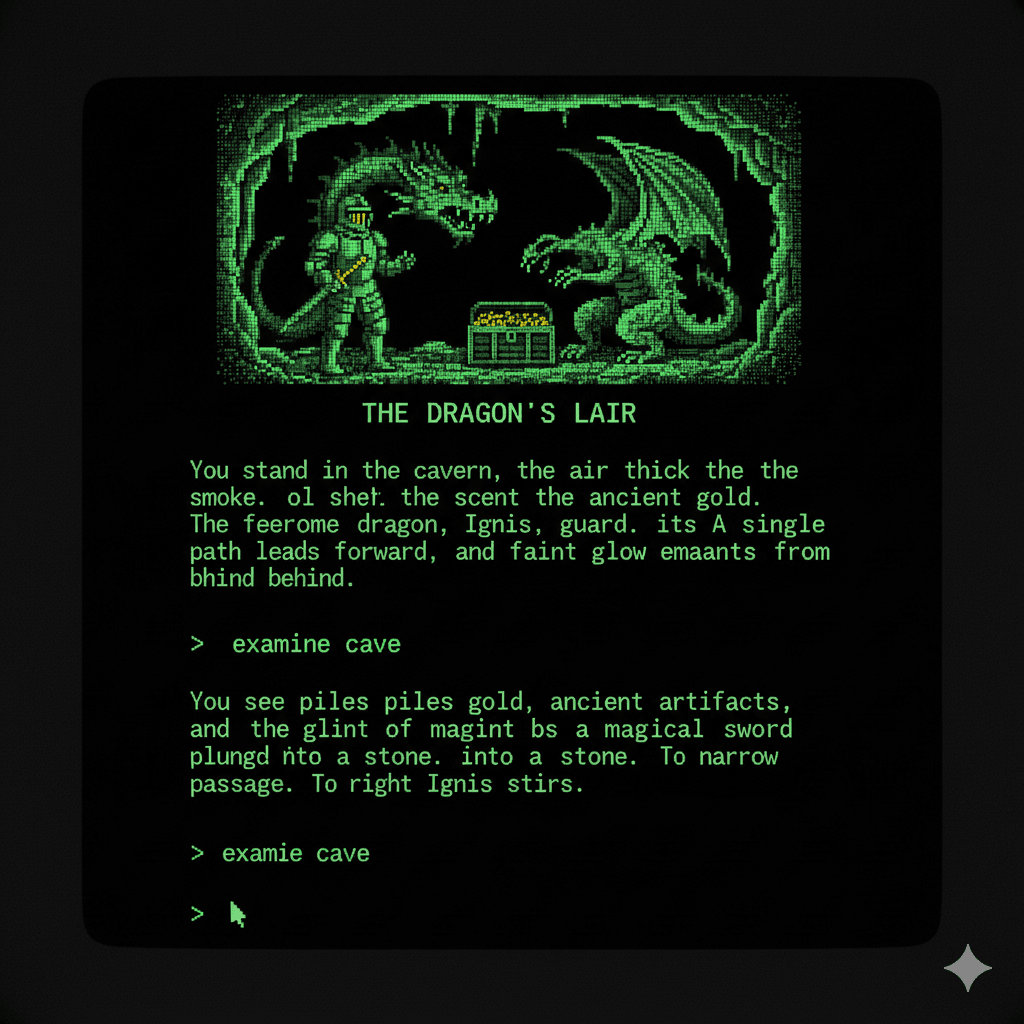 THE DRAGON'S LAIR
You stand in the cavern, the air thick the the
smoke. ol shet. the scent the ancient gold.
The feerome dragon, Ignis, guard. its A single
path leads forward, and faint glow emaants from
bhind behind.
> examine cave
You see piles piles gold, ancient artifacts,
and the glint of magint bs a magical sword
plungd nto a stone. into a stone. To narrow
passage. To right Ignis stirs.
> examie cave
>